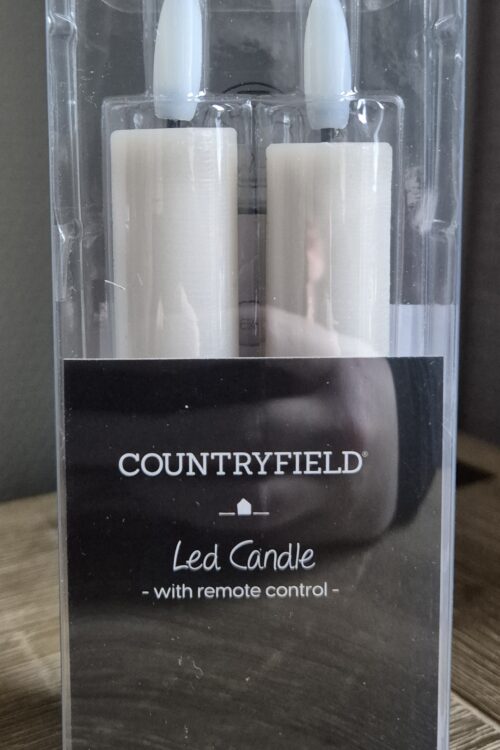 COUNTRYFIELD®
Led Candle
- with remote control -